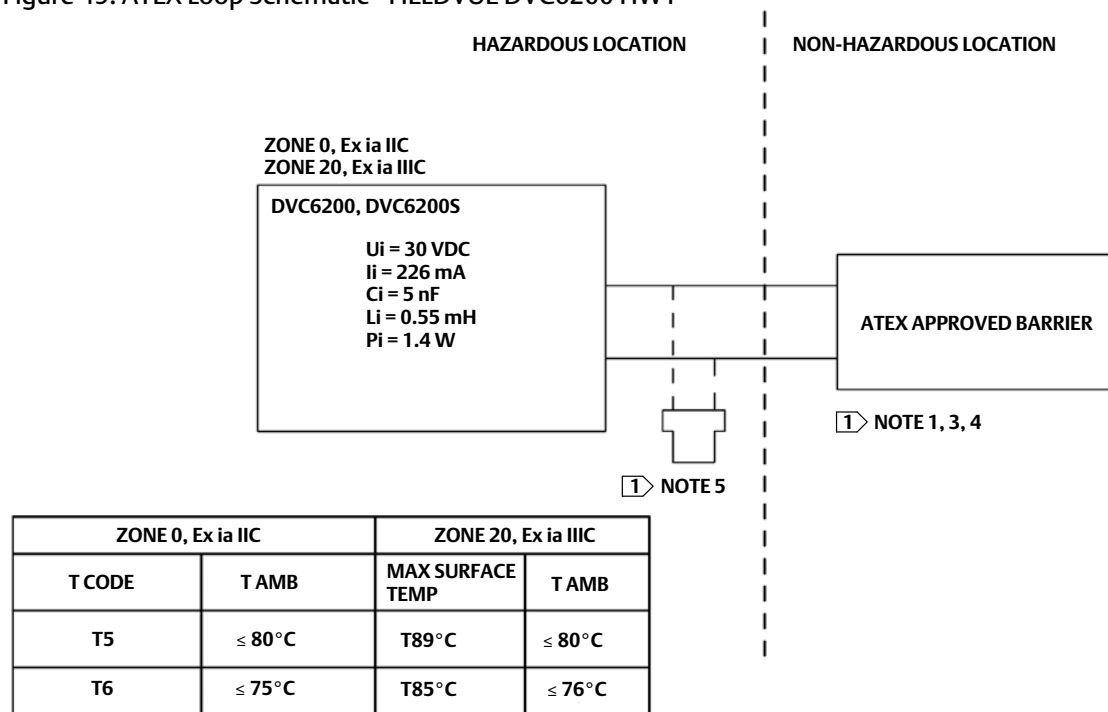 ATEX Loop Schematic FIELDVUE DVC6200
HAZARDOUS LOCATION
NON-HAZARDOUS LOCATION
ZONE 0, Ex ia IIC
ZONE 20, Ex ia IIIC
DVC6200, DVC6200S
Ui = 30 VDC
Ii = 226 mA
Ci = 5 nF
Li = 0.55 mH
Pi = 1.4 W
ATEX APPROVED BARRIER
1 NOTE 1, 3, 4
1 NOTE 5
ZONE 0, Ex ia IIC ZONE 20, Ex ia IIIC
T CODE T AMB MAX SURFACE TEMP T AMB
T5 ≤ 80°C T89°C ≤ 80°C
T6 ≤ 75°C T85°C ≤ 76°C